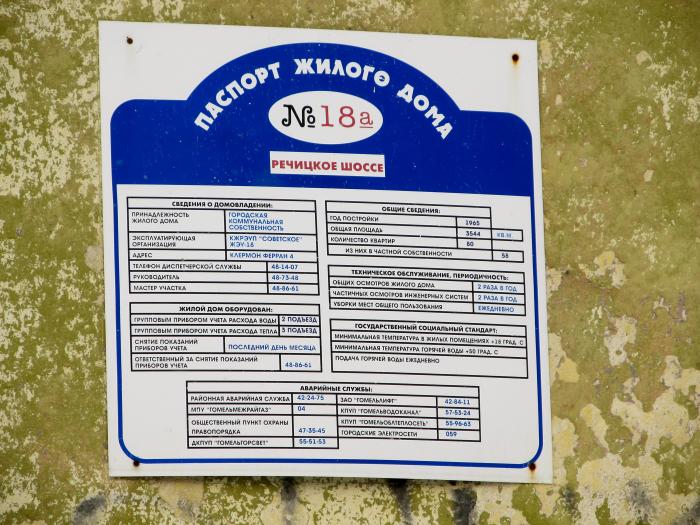 ПАСПОРТ ЖИЛОГО ДОМА
№ 18а
РЕЧИЦКОЕ ШОССЕ
СВЕДЕНИЯ О ДОМОВЛАДЕНИИ:
ПРИНАДЛЕЖНОСТЬ ЖИЛОГО ДОМА ГОРОДСКАЯ КОММУНАЛЬНАЯ СОБСТВЕННОСТЬ
ЭКСПЛУАТИРУЮЩАЯ ОРГАНИЗАЦИЯ КЖРЭУП "СОВЕТСКОЕ" ЖЭУ-18
АДРЕС КЛЕРМОН ФЕРРАН 4
ТЕЛЕФОН ДИСПЕТЧЕРСКОЙ СЛУЖБЫ 48-14-07
РУКОВОДИТЕЛЬ 48-73-48
МАСТЕР УЧАСТКА 48-86-61
ЖИЛОЙ ДОМ ОБОРУДОВАН:
ГРУППОВЫМ ПРИБОРОМ УЧЕТА РАСХОДА ВОДЫ 2 ПОДЪЕЗД
ГРУППОВЫМ ПРИБОРОМ УЧЕТА РАСХОДА ТЕПЛА 3 ПОДЪЕЗД
СНЯТИЕ ПОКАЗАНИЙ ПРИБОРОВ УЧЕТА ПОСЛЕДНИЙ ДЕНЬ МЕСЯЦА
ОТВЕТСТВЕННЫЙ ЗА СНЯТИЕ ПОКАЗАНИЙ ПРИБОРОВ УЧЕТА 48-86-61
ОБЩИЕ СВЕДЕНИЯ:
ГОД ПОСТРОЙКИ 1965
ОБЩАЯ ПЛОЩАДЬ 3544 КВ.М.
КОЛИЧЕСТВО КВАРТИР 80
ИЗ НИХ В ЧАСТНОЙ СОБСТВЕННОСТИ 58
ТЕХНИЧЕСКОЕ ОБСЛУЖИВАНИЕ, ПЕРИОДИЧНОСТЬ:
ОБЩИХ ОСМОТРОВ ЖИЛОГО ДОМА 2 РАЗА В ГОД
ЧАСТИЧНЫХ ОСМОТРОВ ИНЖЕНЕРНЫХ СИСТЕМ 2 РАЗА В ГОД
УБОРКИ МЕСТ ОБЩЕГО ПОЛЬЗОВАНИЯ ЕЖЕДНЕВНО
ГОСУДАРСТВЕННЫЙ СОЦИАЛЬНЫЙ СТАНДАРТ:
МИНИМАЛЬНАЯ ТЕМПЕРАТУРА В ЖИЛЫХ ПОМЕЩЕНИЯХ +18 ГРАД. С
МИНИМАЛЬНАЯ ТЕМПЕРАТУРА ГОРЯЧЕЙ ВОДЫ +50 ГРАД. С
ПОДАЧА ГОРЯЧЕЙ ВОДЫ ЕЖЕДНЕВНО
АВАРИЙНЫЕ СЛУЖБЫ:
РАЙОННАЯ АВАРИЙНАЯ СЛУЖБА 42-24-75
МПУ "ГОМЕЛЬМЕЖРАЙГАЗ" 04
ОБЩЕСТВЕННЫЙ ПУНКТ ОХРАНЫ
ПРАВОПОРЯДКА 47-35-45
ДКПУП "ГОМЕЛЬГОРСВЕТ" 55-51-53
ЗАО "ГОМЕЛЬЛИФТ" 42-84-11
КПУП "ГОМЕЛЬВОДОКАНАЛ" 57-53-24
КПУП "ГОМЕЛЬОБЛТЕПЛОСЕТЬ" 55-96-63
ГОРОДСКИЕ ЭЛЕКТРОСЕТИ 059